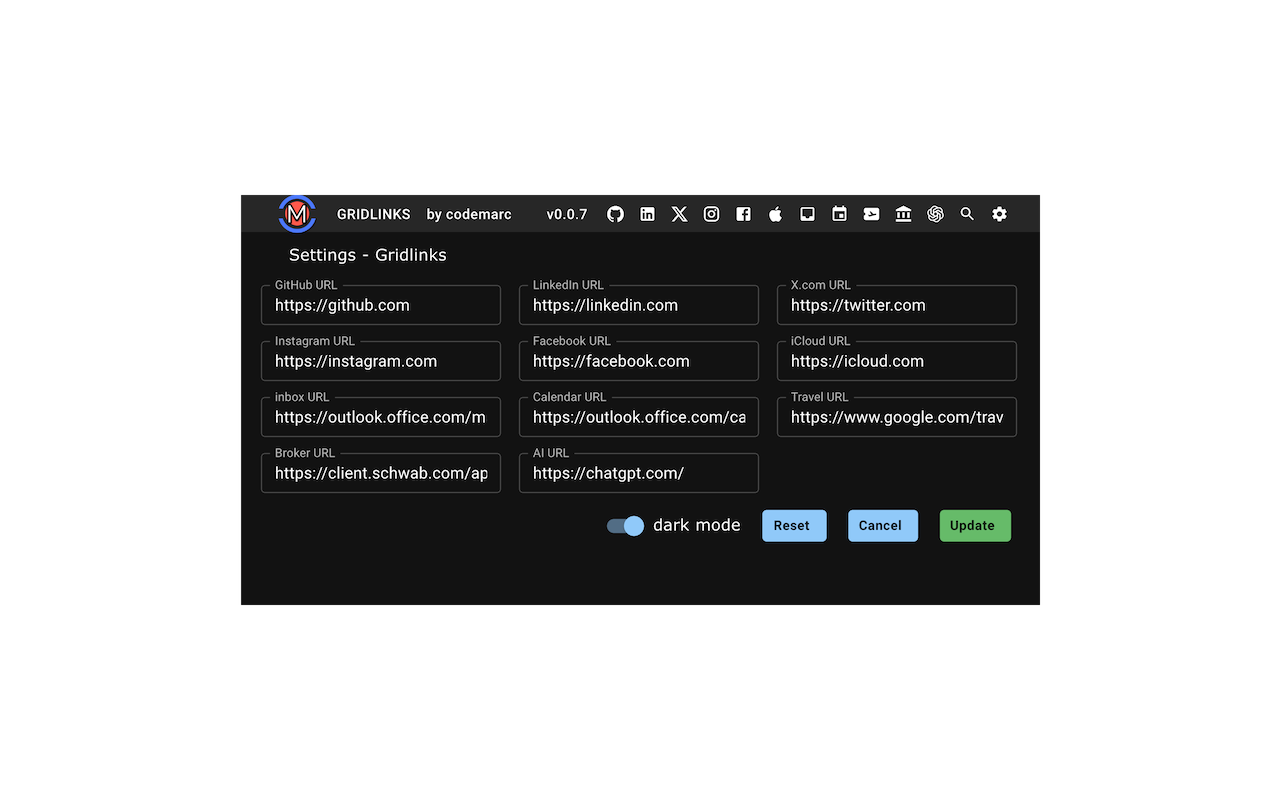 M GRIDLINKS by codemarc v0.0.7
Settings - Gridlinks
GitHub URL LinkedIn URL X.com URL
https://github.com https://linkedin.com https://twitter.com
Instagram URL Facebook URL iCloud URL
https://instagram.com https://facebook.com https://icloud.com
inbox URL Calendar URL Travel URL
https://outlook.office.com/m https://outlook.office.com/ca https://www.google.com/trav
Broker URL AI URL
https://client.schwab.com/ap https://chatgpt.com/
dark mode Reset Cancel Update